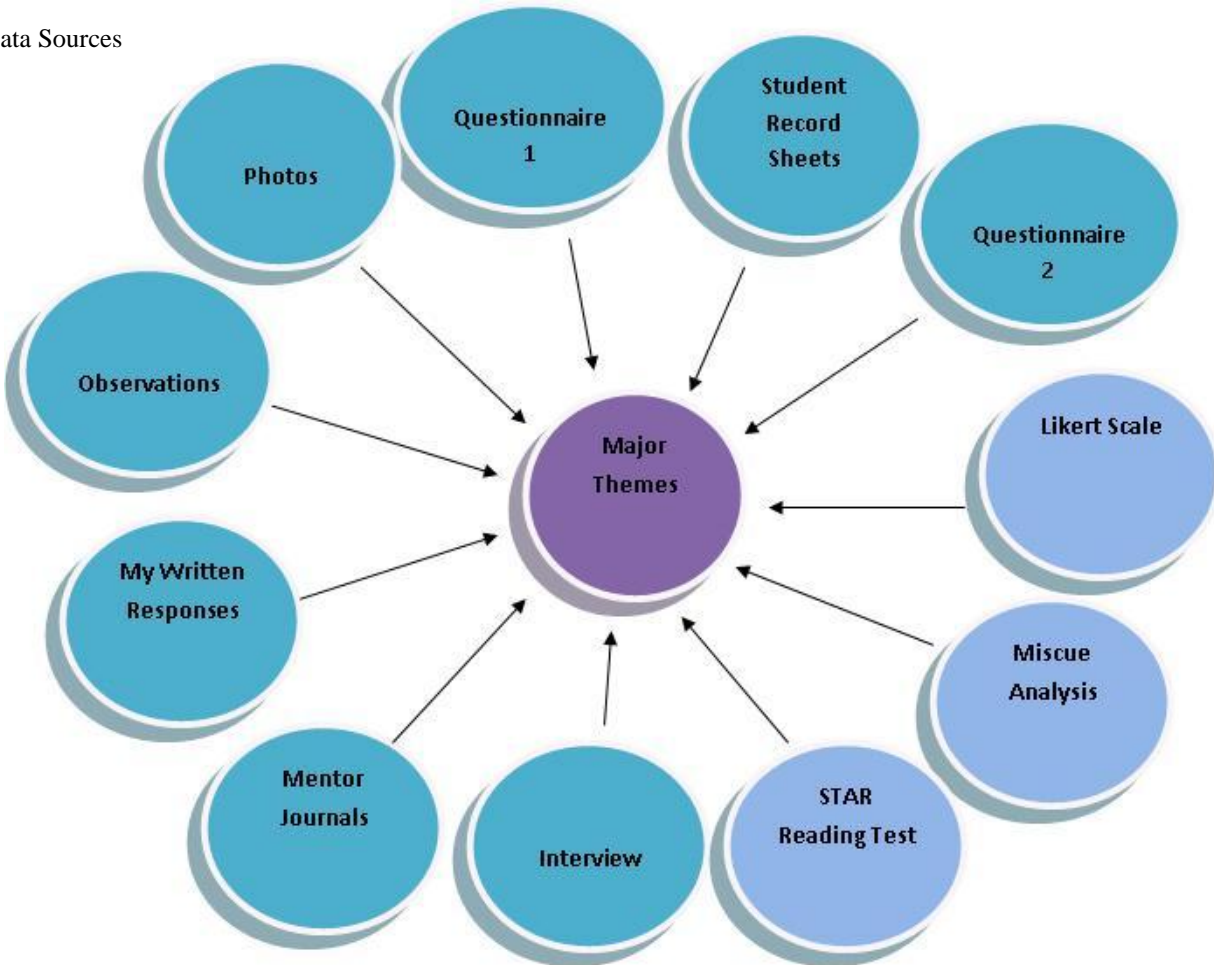 ata Sources
Questionnaire
1
Student
Record
Sheets
Photos
Questionnaire
2
Observations
Likert Scale
Major
Themes
My Written
Responses
Miscue
Analysis
Mentor
Journals
STAR
Reading Test
Interview